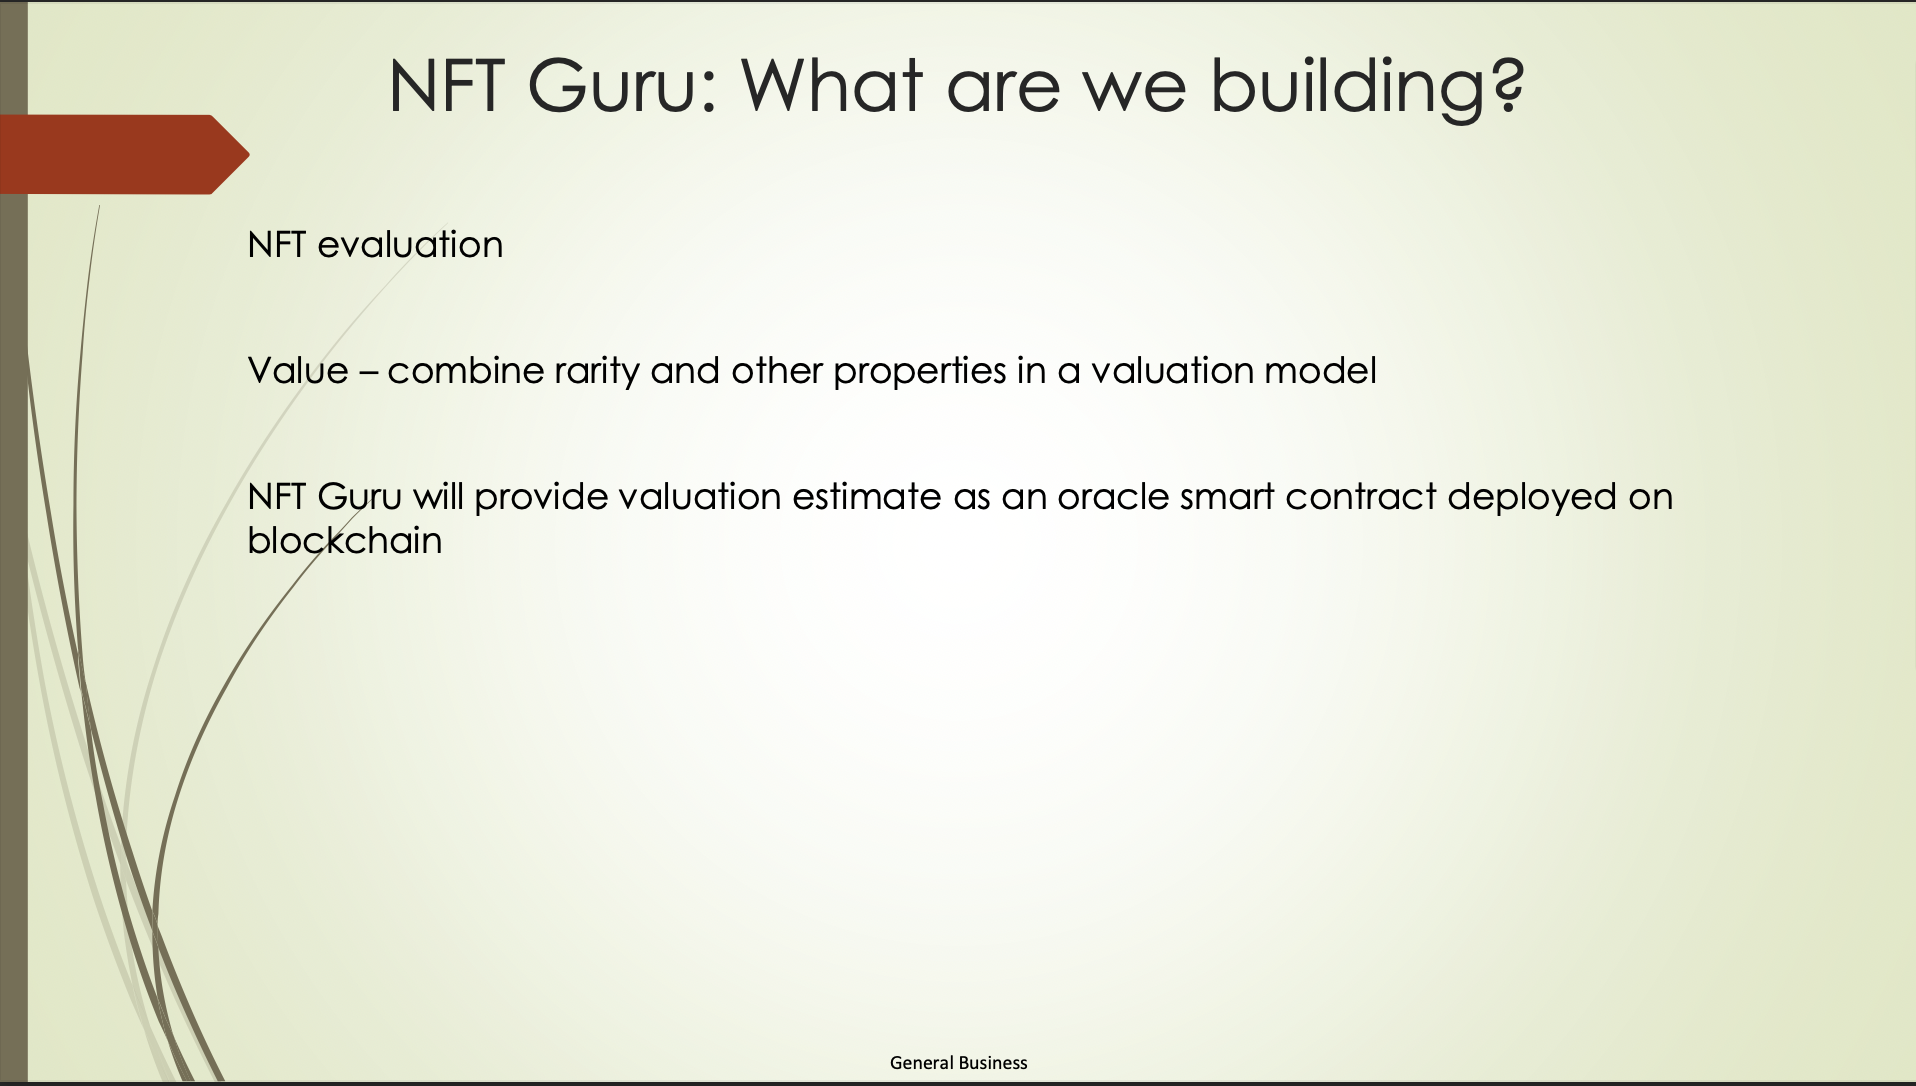 NFT Guru: What are we building?
NFT evaluation
Value – combine rarity and other properties in a valuation model
NFT Guru will provide valuation estimate as an oracle smart contract deployed on
blockchain
General Business